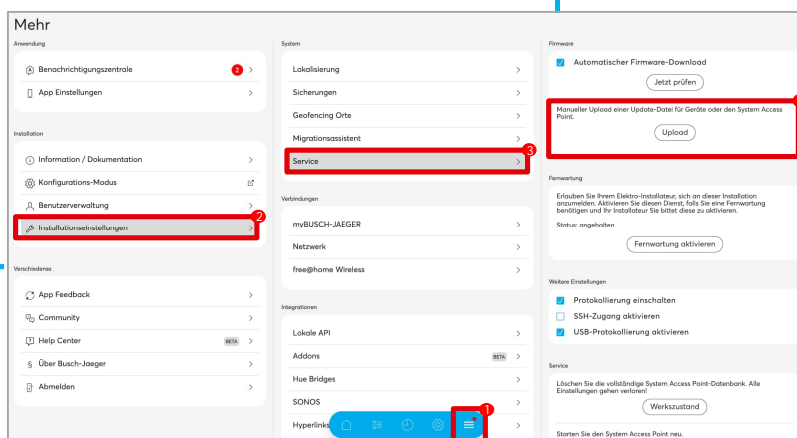 Mehr
Anwendung
Benachrichtigungszentrale 2
App Einstellungen
Installation
Information / Dokumentation
Konfigurations-Modus
Benutzerverwaltung
2
Installationseinstellungen
Verschiedenes
App Feedback
Community
Help Center BETA
§ Über Busch-Jaeger
Abmelden
System
Lokalisierung
Sicherungen
Geofencing Orte
Migrationsassistent
3
Service
Verbindungen
myBUSCH-JAEGER
Netzwerk
free@home Wireless
Integrationen
Lokale API
Addons BETA
Hue Bridges
SONOS
1
Hyperlinks
Firmware
Automatischer Firmware-Download
Jetzt prüfen
Manueller Upload einer Update-Datei für Geräte oder den System Access
Point.
Upload
Fernwartung
Erlauben Sie Ihrem Elektro-Installateur, sich an dieser Installation
anzumelden. Aktivieren Sie diesen Dienst, falls Sie eine Fernwartung
benötigen und Ihr Installateur Sie bittet diese zu aktivieren.
Status: angehalten
Fernwartung aktivieren
Weitere Einstellungen
Protokollierung einschalten
SSH-Zugang aktivieren
USB-Protokollierung aktivieren
Service
Löschen Sie die vollständige System Access Point-Datenbank. Alle
Einstellungen gehen verloren!
Werkszustand
Starten Sie den System Access Point neu.